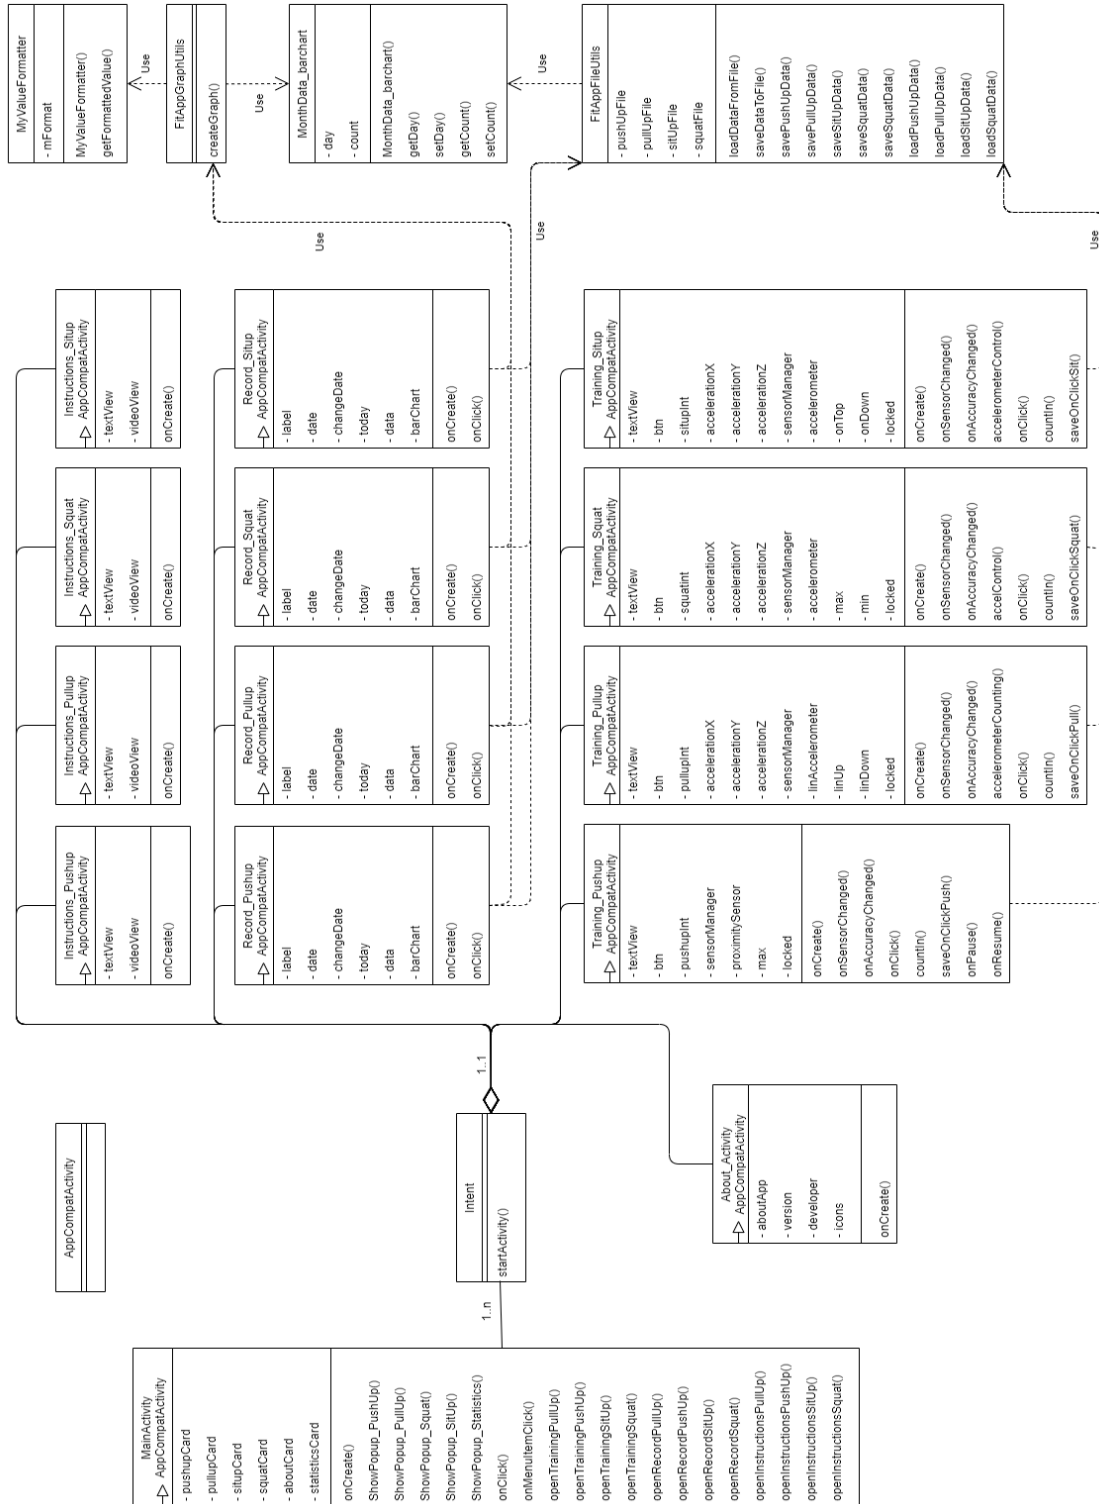 MyValueFormatter
- mFormat
MyValueFormatter()
getFormattedValue()
Use
FitAppGraphUtils
createGraph()
Use
MonthData_barchart
- day
- count
MonthData_barchart()
getDay()
setDay()
getCount()
setCount()
Use
FitAppFileUtils
- pushUpFile
- pullUpFile
- sitUpFile
- squatFile
loadDataFromFile()
saveDataToFile()
savePushUpData()
savePullUpData()
saveSitUpData()
saveSquatData()
saveSquatData()
loadPushUpData()
loadPullUpData()
loadSitUpData()
loadSquatData()
Use
Use
Use
Instructions_Situp
AppCompatActivity
- textView
- videoView
onCreate()
Record_Situp
AppCompatActivity
- label
- date
- changeDate
- today
- data
- barChart
onCreate()
onClick()
Training_Situp
AppCompatActivity
- textView
- btn
- situpInt
- accelerationX
- accelerationY
- accelerationZ
- sensorManager
- accelerometer
- onTop
- onDown
- locked
onCreate()
onSensorChanged()
onAccuracyChanged()
accelerometerControl()
onClick()
countIn()
saveOnClickSit()
Instructions_Squat
AppCompatActivity
- textView
- videoView
onCreate()
Record_Squat
AppCompatActivity
- label
- date
- changeDate
- today
- data
- barChart
onCreate()
onClick()
Training_Squat
AppCompatActivity
- textView
- btn
- squatInt
- accelerationX
- accelerationY
- accelerationZ
- sensorManager
- accelerometer
- max
- min
- locked
onCreate()
onSensorChanged()
onAccuracyChanged()
accelControl()
onClick()
countIn()
saveOnClickSquat()
Instructions_Pullup
AppCompatActivity
- textView
- videoView
onCreate()
Record_Pullup
AppCompatActivity
- label
- date
- changeDate
- today
- data
- barChart
onCreate()
onClick()
Training_Pullup
AppCompatActivity
- textView
- btn
- pullupInt
- accelerationX
- accelerationY
- accelerationZ
- sensorManager
- linAccelerometer
- linUp
- linDown
- locked
onCreate()
onSensorChanged()
onAccuracyChanged()
accelerometerCounting()
onClick()
countIn()
saveOnClickPull()
Instructions_Pushup
AppCompatActivity
- textView
- videoView
onCreate()
Record_Pushup
AppCompatActivity
- label
- date
- changeDate
- today
- data
- barChart
onCreate()
onClick()
Training_Pushup
AppCompatActivity
- textView
- btn
- pushupInt
- sensorManager
- proximitySensor
- max
- locked
onCreate()
onSensorChanged()
onAccuracyChanged()
onClick()
countIn()
saveOnClickPush()
onPause()
onResume()
1..1
AppCompatActivity
Intent
startActivity()
1..n
About_Activity
AppCompatActivity
- aboutApp
- version
- developer
- icons
onCreate()
MainActivity
AppCompatActivity
- pushupCard
- pullupCard
- situpCard
- squatCard
- aboutCard
- statisticsCard
onCreate()
ShowPopup_PushUp()
ShowPopup_PullUp()
ShowPopup_Squat()
ShowPopup_SitUp()
ShowPopup_Statistics()
onClick()
onMenuItemClick()
openTrainingPullUp()
openTrainingPushUp()
openTrainingSitUp()
openTrainingSquat()
openRecordPullUp()
openRecordPushUp()
openRecordSitUp()
openRecordSquat()
openInstructionsPullUp()
openInstructionsPushUp()
openInstructionsSitUp()
openInstructionsSquat()